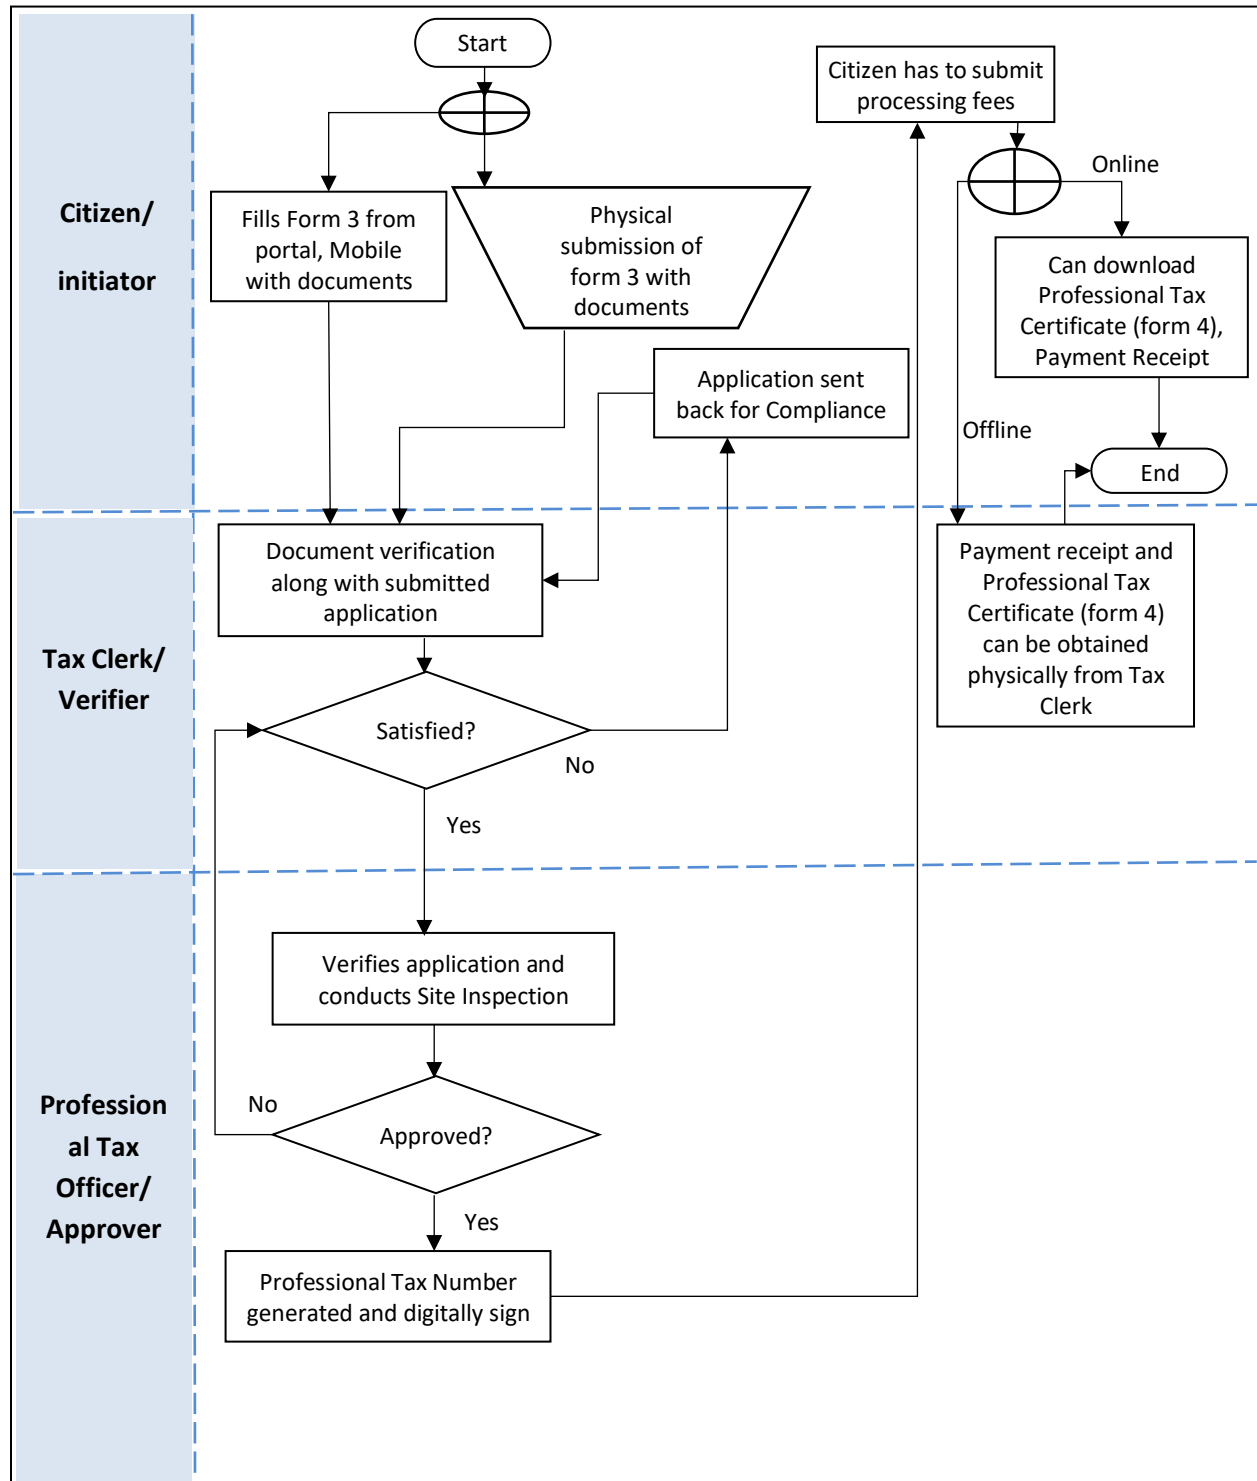 Start
Citizen has to submit
processing fees
Online
Citizen/
initiator
Fills Form 3 from
portal, Mobile
with documents
Physical
submission of
form 3 with
documents
Can download
Professional Tax
Certificate (form 4),
Payment Receipt
Application sent
back for Compliance
Offline
End
Tax Clerk/
Verifier
Document verification
along with submitted
application
Payment receipt and
Professional Tax
Certificate (form 4)
can be obtained
physically from Tax
Clerk
Satisfied?
No
Yes
Profession
al Tax
Officer/
Approver
Verifies application and
conducts Site Inspection
No
Approved?
Yes
Professional Tax Number
generated and digitally sign